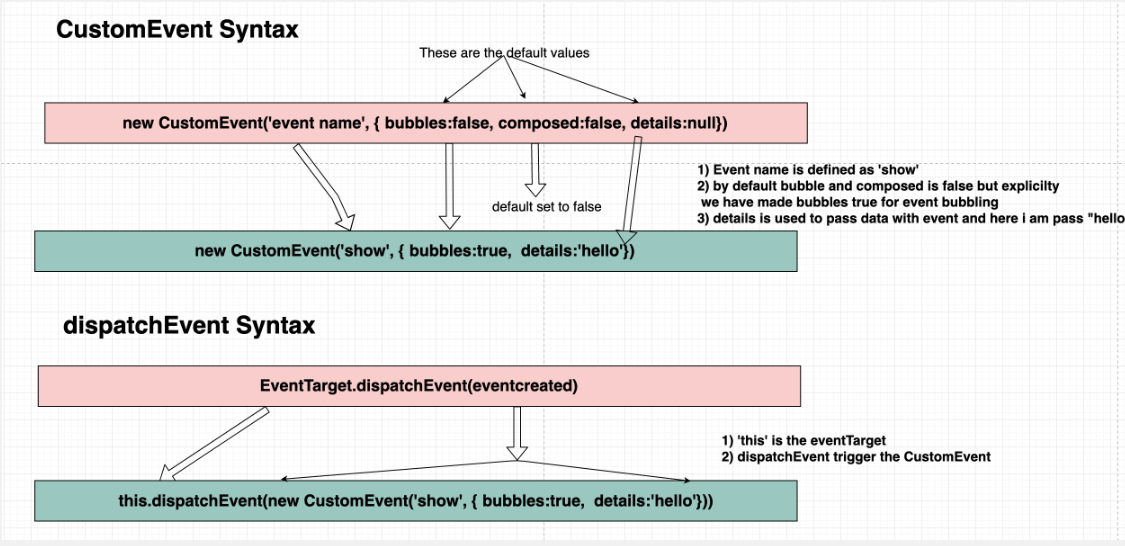 CustomEvent Syntax
These are the default values
new CustomEvent('event name', { bubbles:false, composed:false, details:null})
1) Event name is defined as 'show'
2) by default bubble and composed is false but explicilty
we have made bubbles true for event bubbling
3) details is used to pass data with event and here i am pass "hello
default set to false
new CustomEvent('show', { bubbles:true, details:'hello'})
dispatchEvent Syntax
EventTarget.dispatchEvent(eventcreated)
1) 'this' is the eventTarget
2) dispatchEvent trigger the CustomEvent
this.dispatchEvent(new CustomEvent('show', { bubbles:true, details:'hello'}))